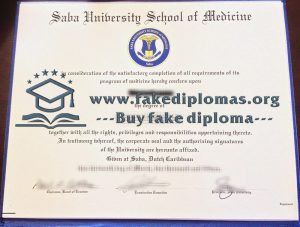 Saba University School of Medicine
In consideration of the satisfactory completion of all requirements of its
program of medicine hereby confers upon
www.fakediplomas.org
the degree of
---Buy fake diploma---
together with all the rights, privileges and responsibilities appertaining thereto.
In testimony whereof, the corporate seal and the authorizing signatures
of the University are hereunto affixed.
Given at Saba, Dutch Caribbean